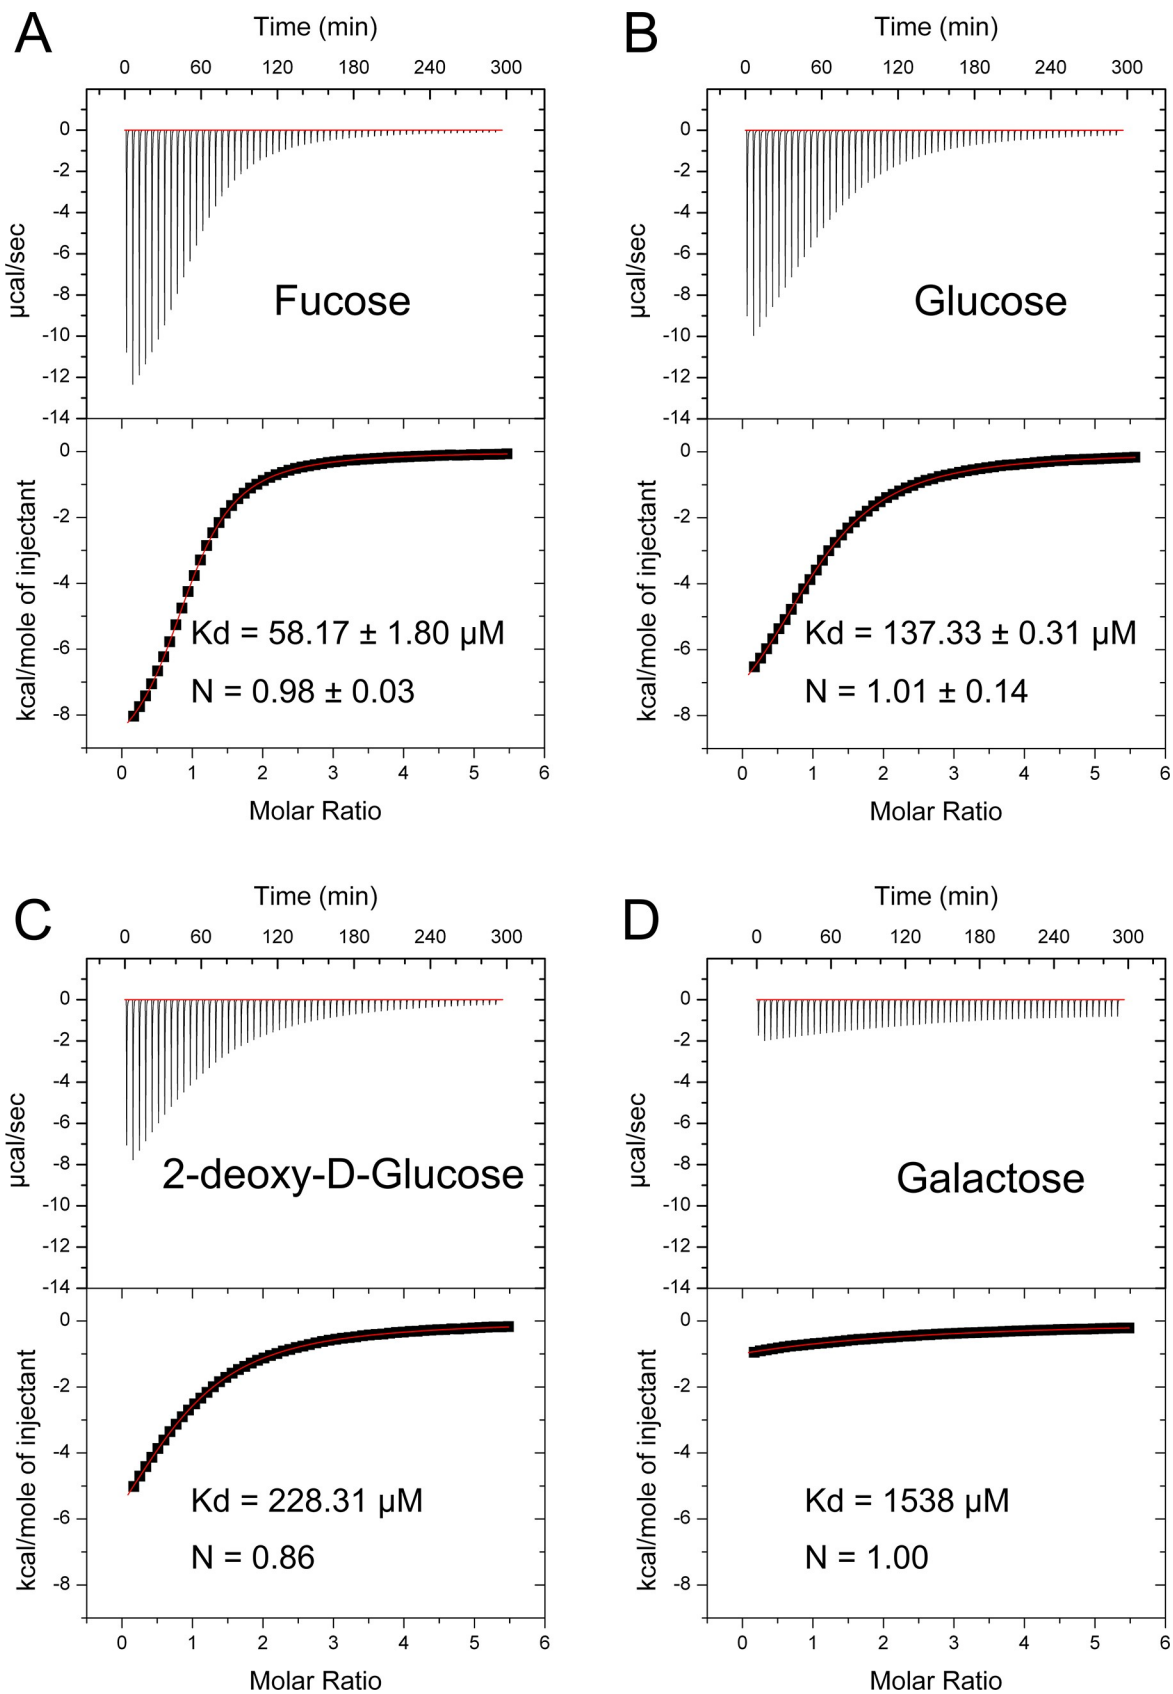 A
Time (min)
0 60 120 180 240 300
0
-2
-4
-6
-8
-10
-12
-14
µcal/sec
Fucose
0
-2
-4
-6
-8
kcal/mole of injectant
Kd = 58.17 ± 1.80 µM
N = 0.98 ± 0.03
0 1 2 3 4 5 6
Molar Ratio
B
Time (min)
0 60 120 180 240 300
0
-2
-4
-6
-8
-10
-12
-14
µcal/sec
Glucose
0
-2
-4
-6
-8
kcal/mole of injectant
Kd = 137.33 ± 0.31 µM
N = 1.01 ± 0.14
0 1 2 3 4 5 6
Molar Ratio
C
Time (min)
0 60 120 180 240 300
0
-2
-4
-6
-8
-10
-12
-14
µcal/sec
2-deoxy-D-Glucose
0
-2
-4
-6
-8
kcal/mole of injectant
Kd = 228.31 µM
N = 0.86
0 1 2 3 4 5 6
Molar Ratio
D
Time (min)
0 60 120 180 240 300
0
-2
-4
-6
-8
-10
-12
-14
µcal/sec
Galactose
0
-2
-4
-6
-8
kcal/mole of injectant
Kd = 1538 µM
N = 1.00
0 1 2 3 4 5 6
Molar Ratio